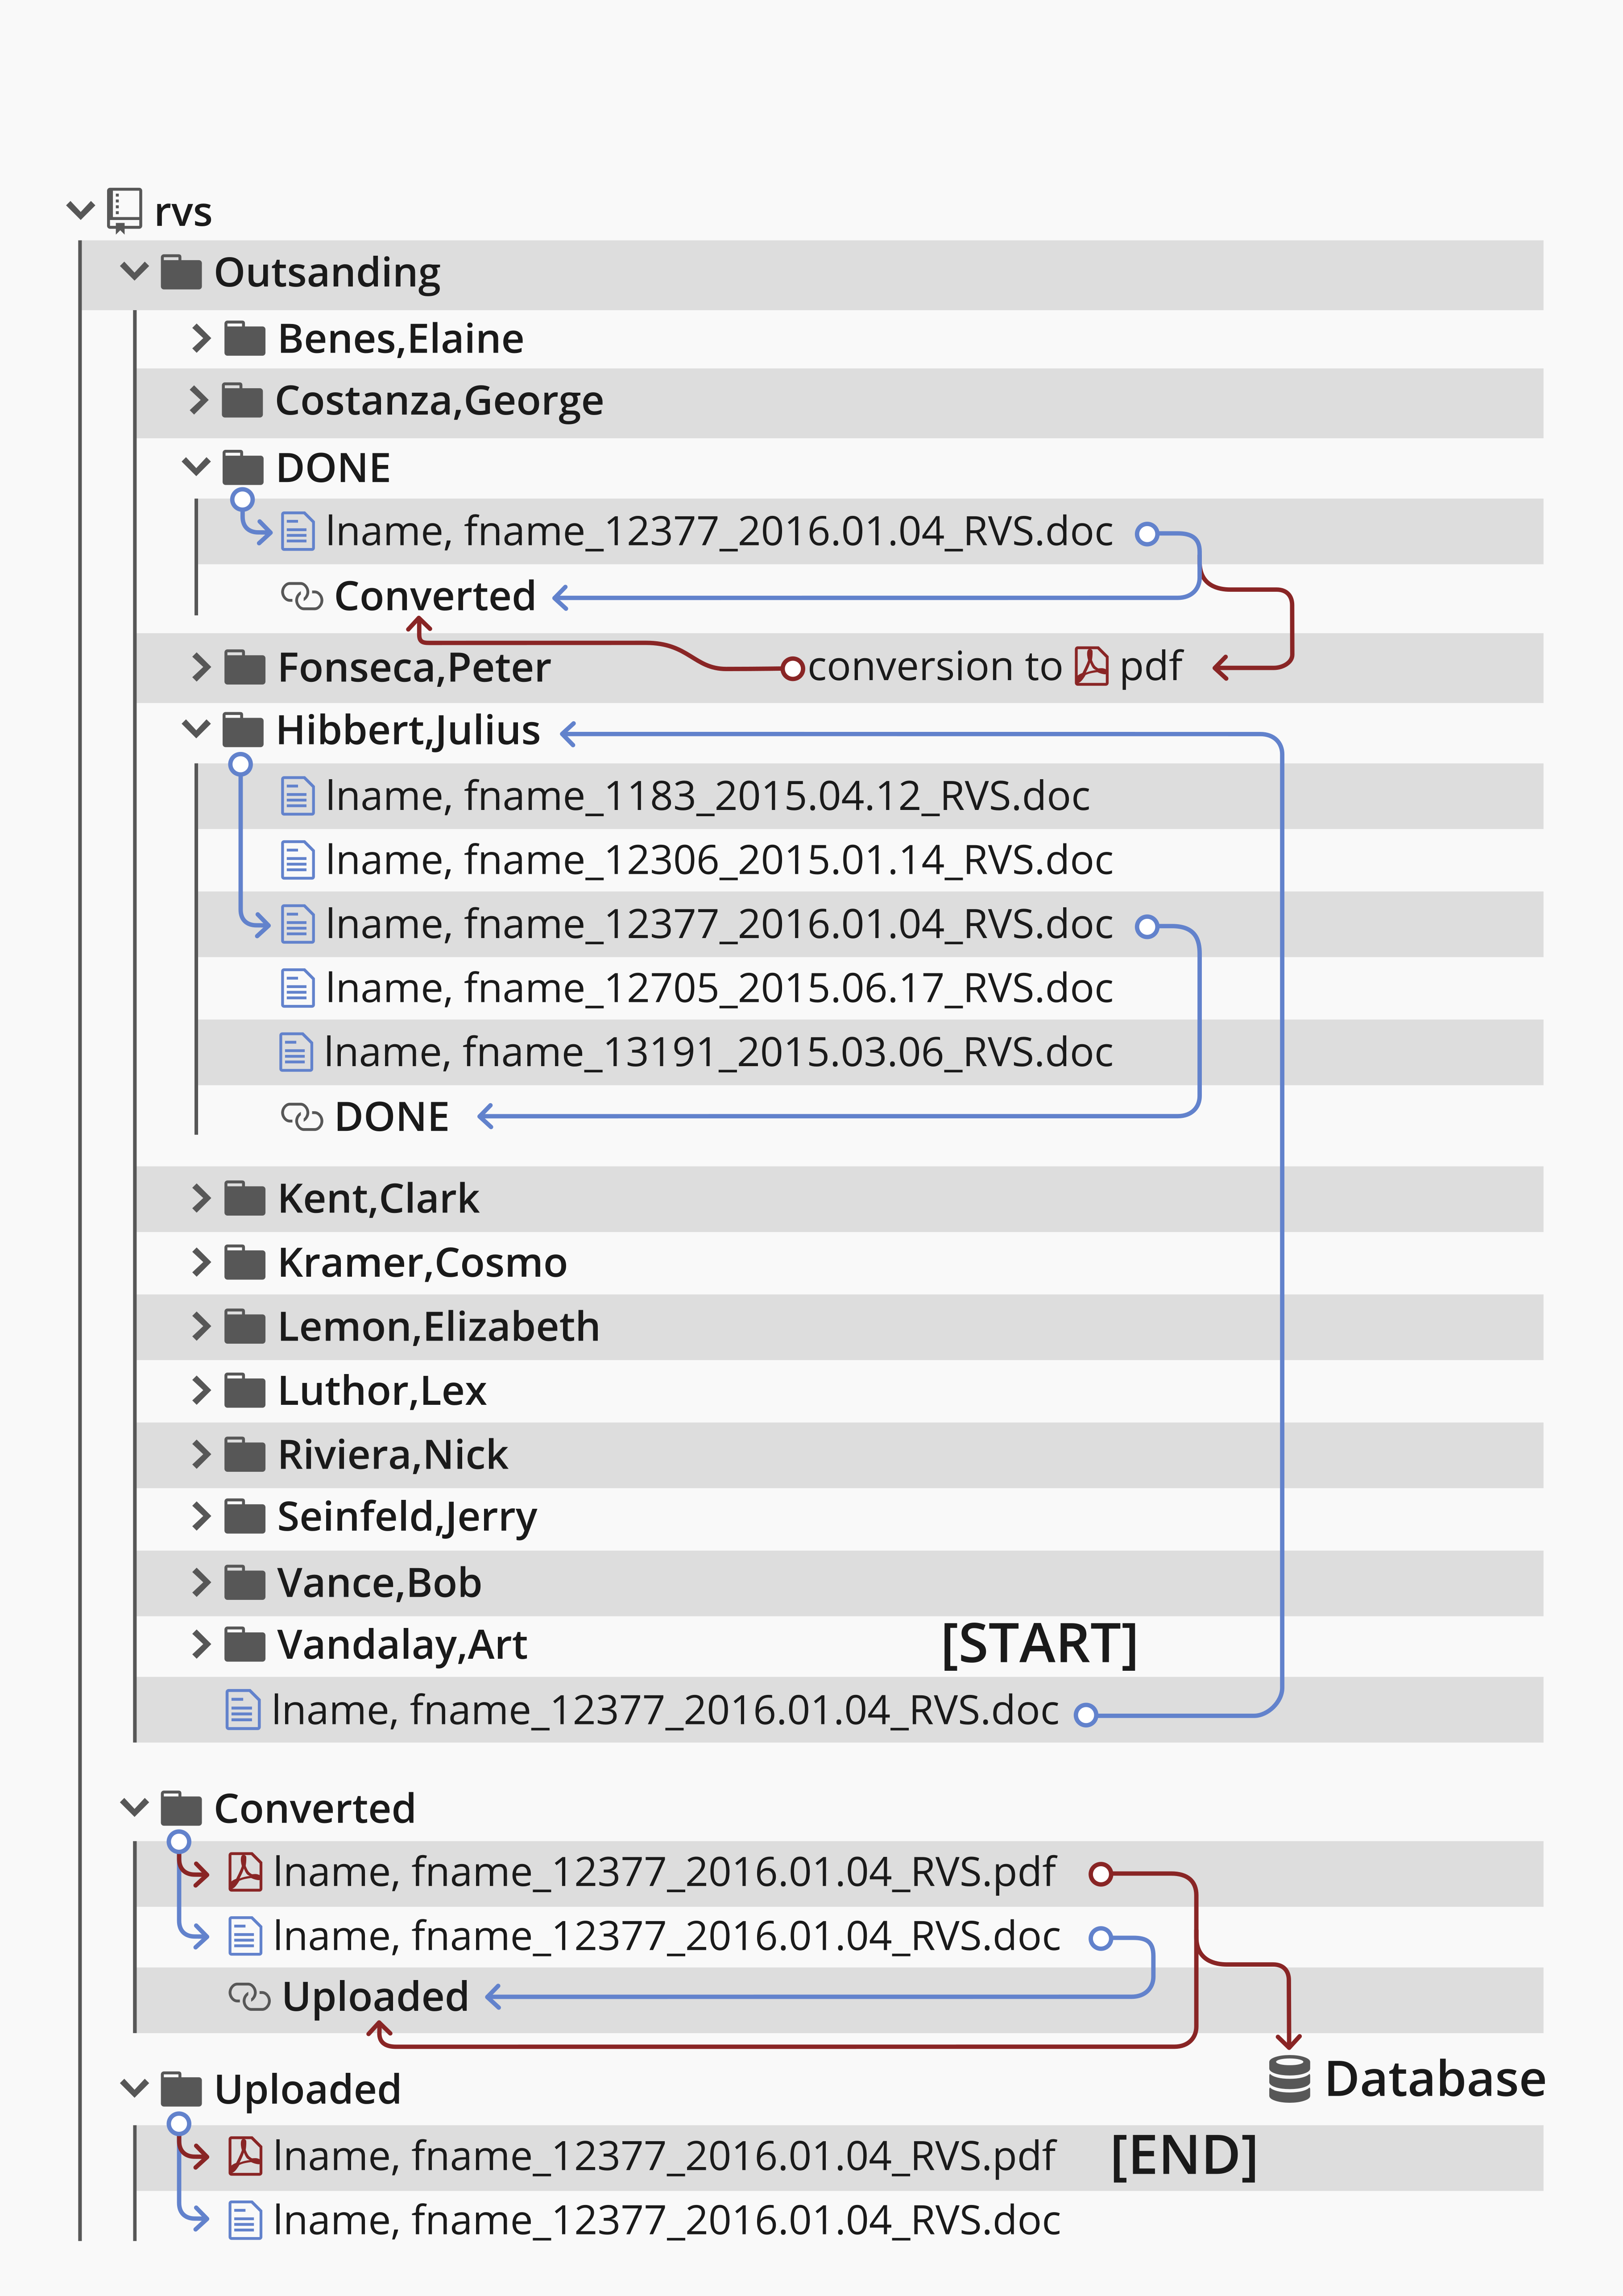 rvs
Outsanding
Benes,Elaine
Costanza,George
DONE
lname, fname_12377_2016.01.04_RVS.doc
Converted
Fonseca,Peter
conversion to pdf
Hibbert,Julius
lname, fname_1183_2015.04.12_RVS.doc
lname, fname_12306_2015.01.14_RVS.doc
lname, fname_12377_2016.01.04_RVS.doc
lname, fname_12705_2015.06.17_RVS.doc
lname, fname_13191_2015.03.06_RVS.doc
DONE
Kent,Clark
Kramer,Cosmo
Lemon,Elizabeth
Luthor,Lex
Riviera,Nick
Seinfeld,Jerry
Vance,Bob
Vandalay,Art
[START]
lname, fname_12377_2016.01.04_RVS.doc
Converted
lname, fname_12377_2016.01.04_RVS.pdf
lname, fname_12377_2016.01.04_RVS.doc
Uploaded
Database
Uploaded
lname, fname_12377_2016.01.04_RVS.pdf
[END]
lname, fname_12377_2016.01.04_RVS.doc